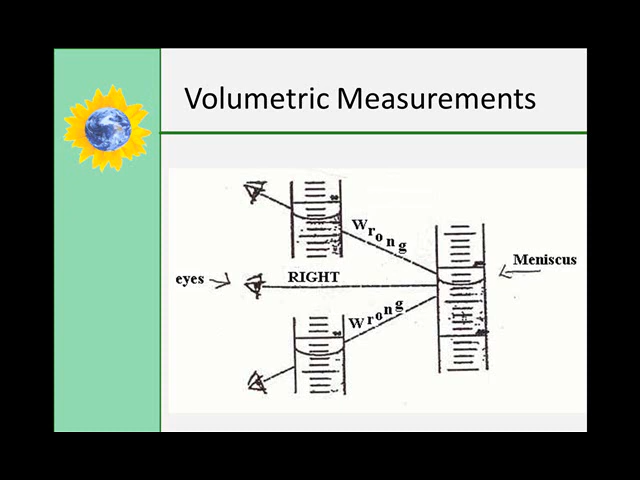 Volumetric Measurements
Wrong
Meniscus
eyes
RIGHT
Wrong